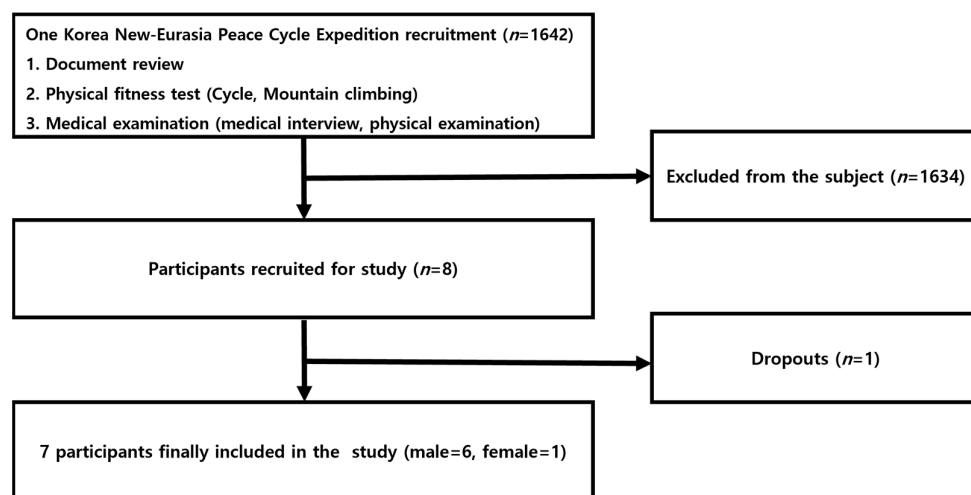 One Korea New-Eurasia Peace Cycle Expedition recruitment (n=1642)
1. Document review
2. Physical fitness test (Cycle, Mountain climbing)
3. Medical examination (medical interview, physical examination)
Excluded from the subject (n=1634)
Participants recruited for study (n=8)
Dropouts (n=1)
7 participants finally included in the study (male=6, female=1)